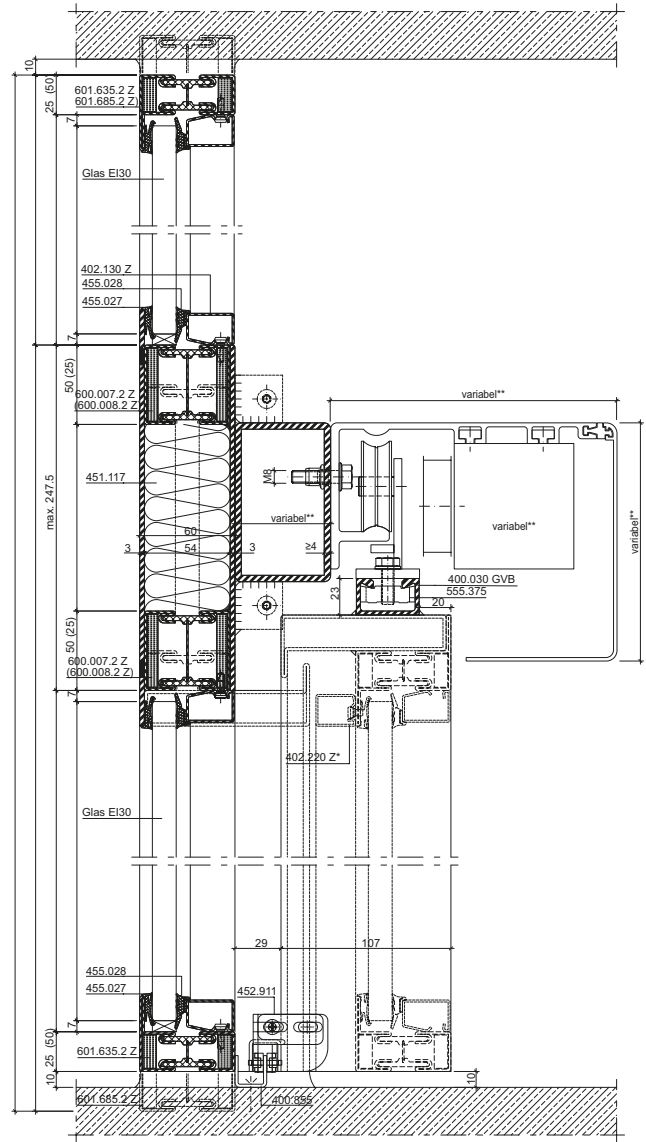 10
601.635.2 Z
601.685.2 Z)
25 (50)
7
Glas EI30
402.130 Z
455.028
455.027
7
50 (25)
600.007.2 Z
(600.008.2 Z)
variabel**
M8
451.117
max. 247.5
60
variabel**
variabel**
variabel**
3
54
3
≥4
400.030 GVB
555.375
23
20
50 (25)
600.007.2 Z
(600.008.2 Z)
7
402.220 Z*
Glas EI30
29
107
455.028
455.027
452.911
7
25 (50)
601.635.2 Z
10
10
601.685.2 Z
400.855